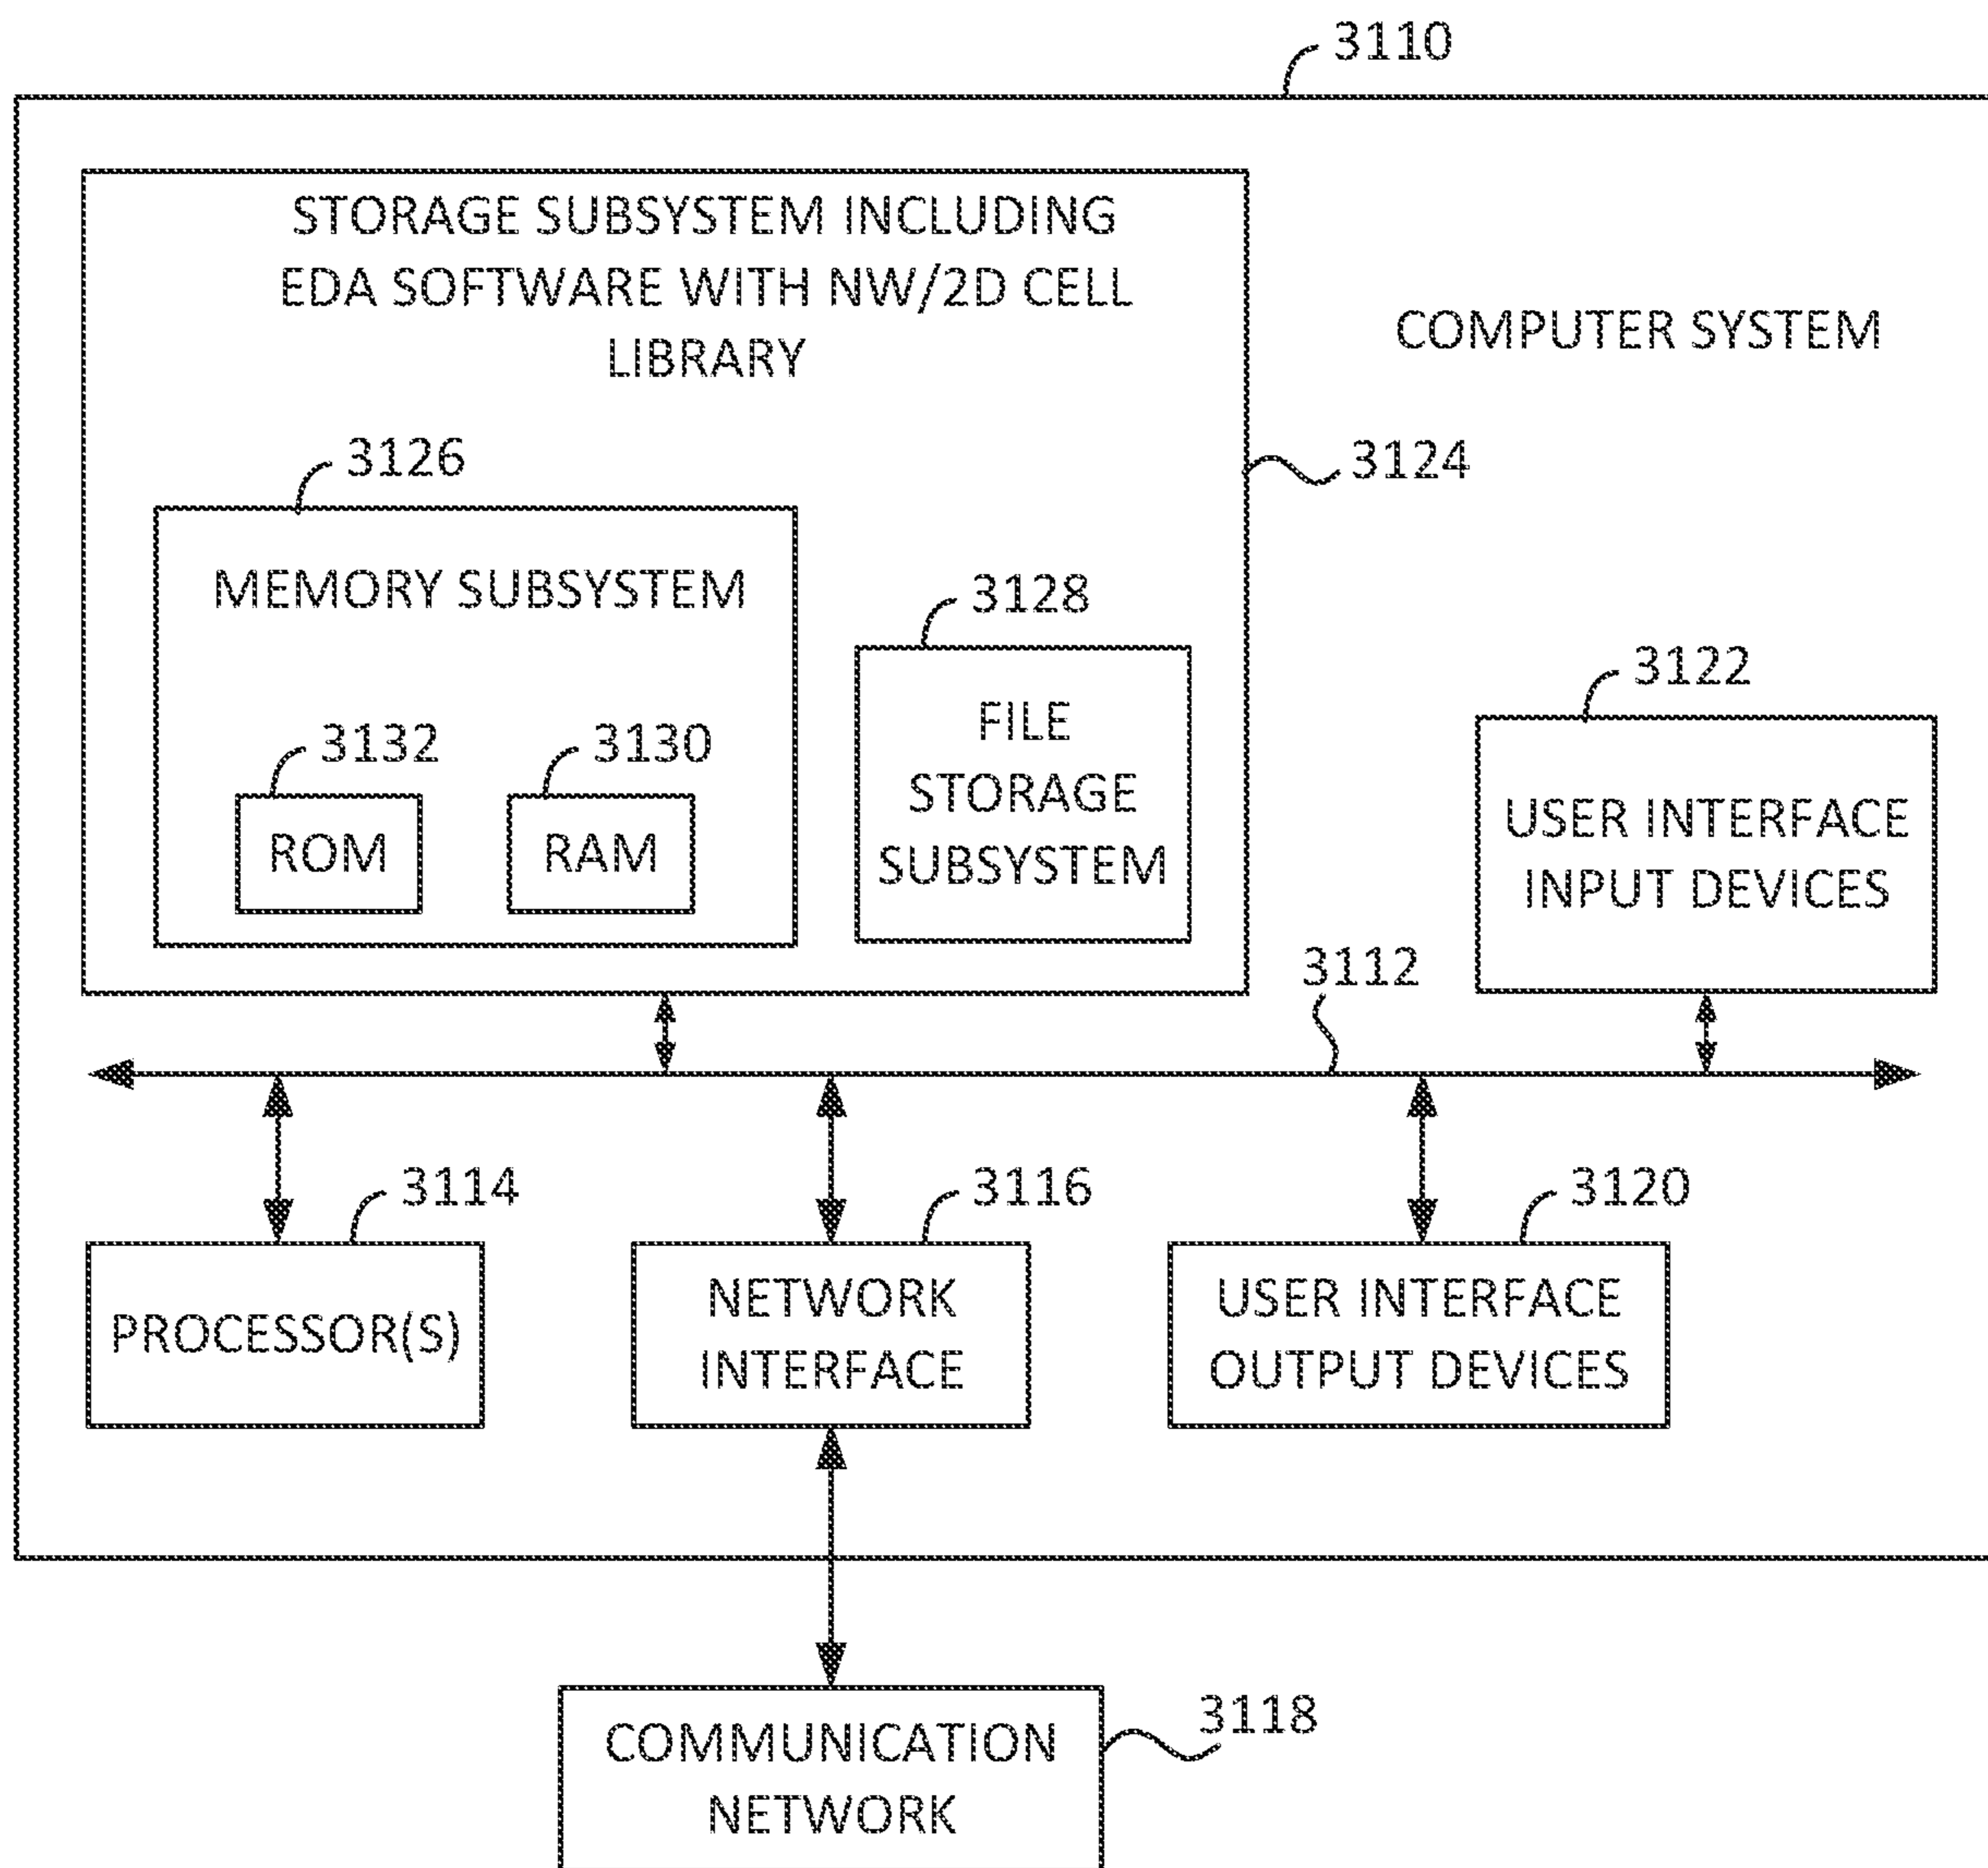 3110
STORAGE SUBSYSTEM INCLUDING
EDA SOFTWARE WITH NW/2D CELL
LIBRARY
COMPUTER SYSTEM
3126
3124
MEMORY SUBSYSTEM
3128
3122
3132
3130
FILE
STORAGE
SUBSYSTEM
ROM
RAM
USER INTERFACE
INPUT DEVICES
3112
3114
3116
3120
PROCESSOR(S)
NETWORK
INTERFACE
USER INTERFACE
OUTPUT DEVICES
3118
COMMUNICATION
NETWORK